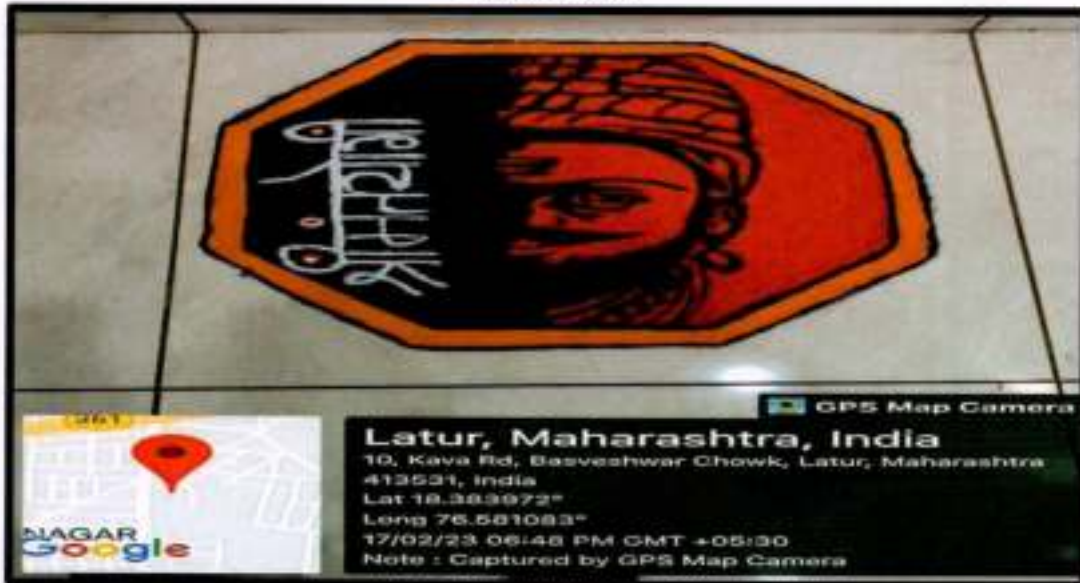 GPS Map Camera
Latur, Maharashtra, India
10, Kava Rd, Basveshwar Chowk, Latur, Maharashtra
413531, India
Lat 18.383972°
Long 76.581083°
17/02/23 06:48 PM GMT +05:30
Note : Captured by GPS Map Camera
NAGAR
Google